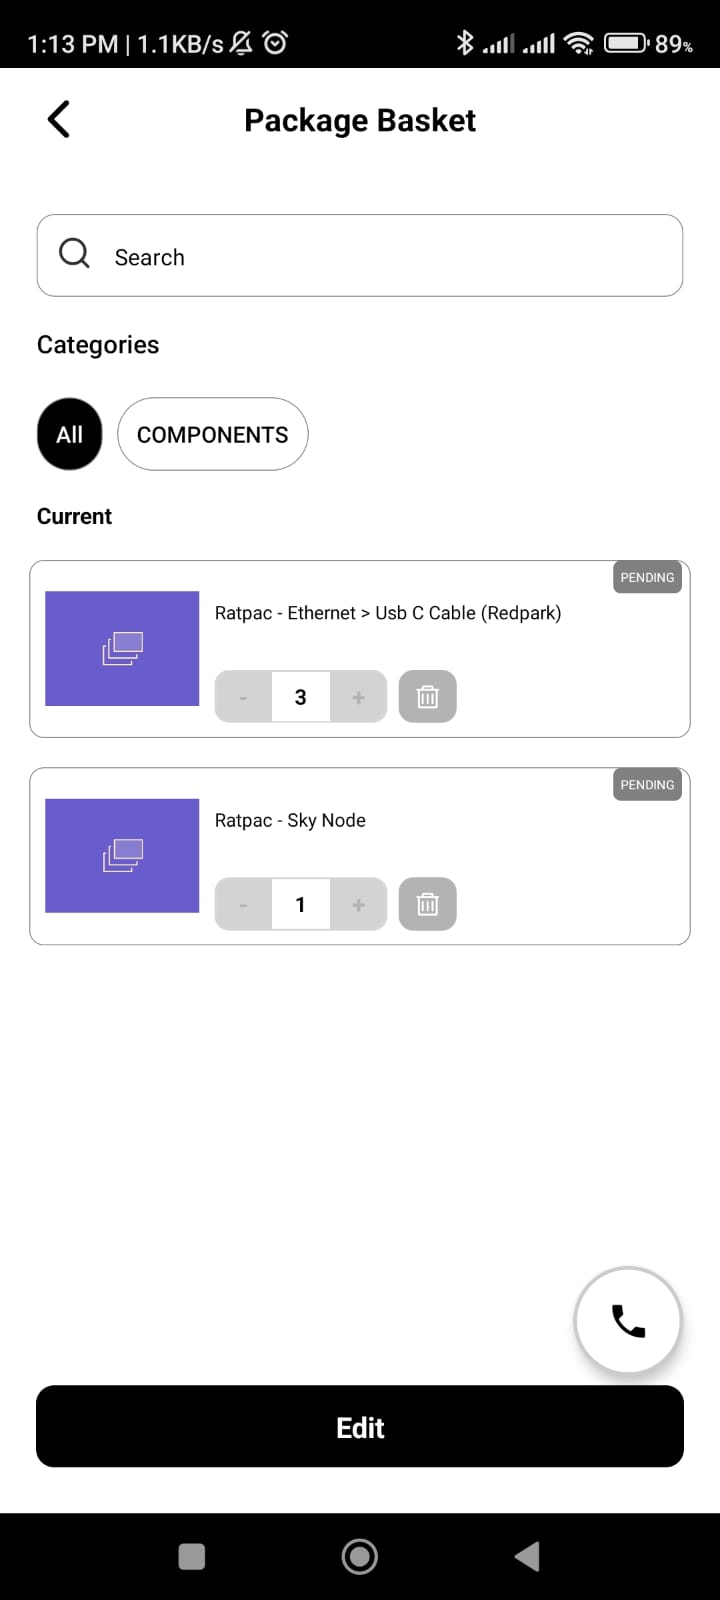 1:13 PM | 1.1KB/s 89%
Package Basket
Search
Categories
All COMPONENTS
Current
PENDING
Ratpac - Ethernet > Usb C Cable (Redpark)
- 3 +
PENDING
Ratpac - Sky Node
- 1 +
Edit